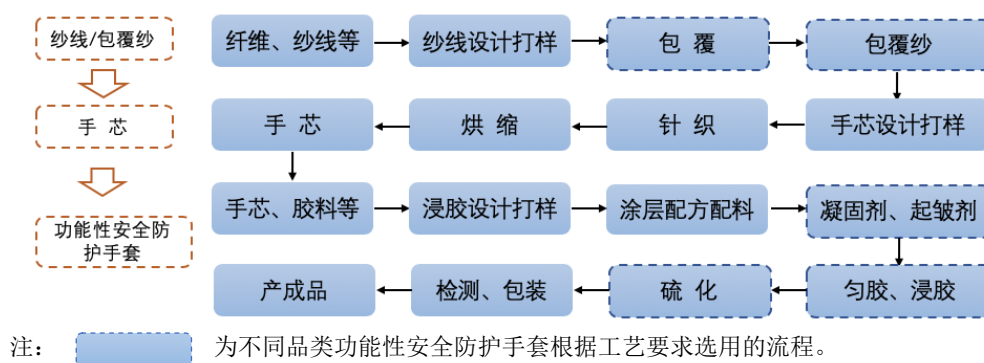 纱线/包覆纱
纤维、纱线等 纱线设计打样 包 覆 包覆纱
手 芯
手 芯 烘 缩 针 织 手芯设计打样
功能性安全防
护手套
手芯、胶料等 浸胶设计打样 涂层配方配料 凝固剂、起皱剂
产成品 检测、包装 硫 化 匀胶、浸胶
注： 为不同品类功能性安全防护手套根据工艺要求选用的流程。